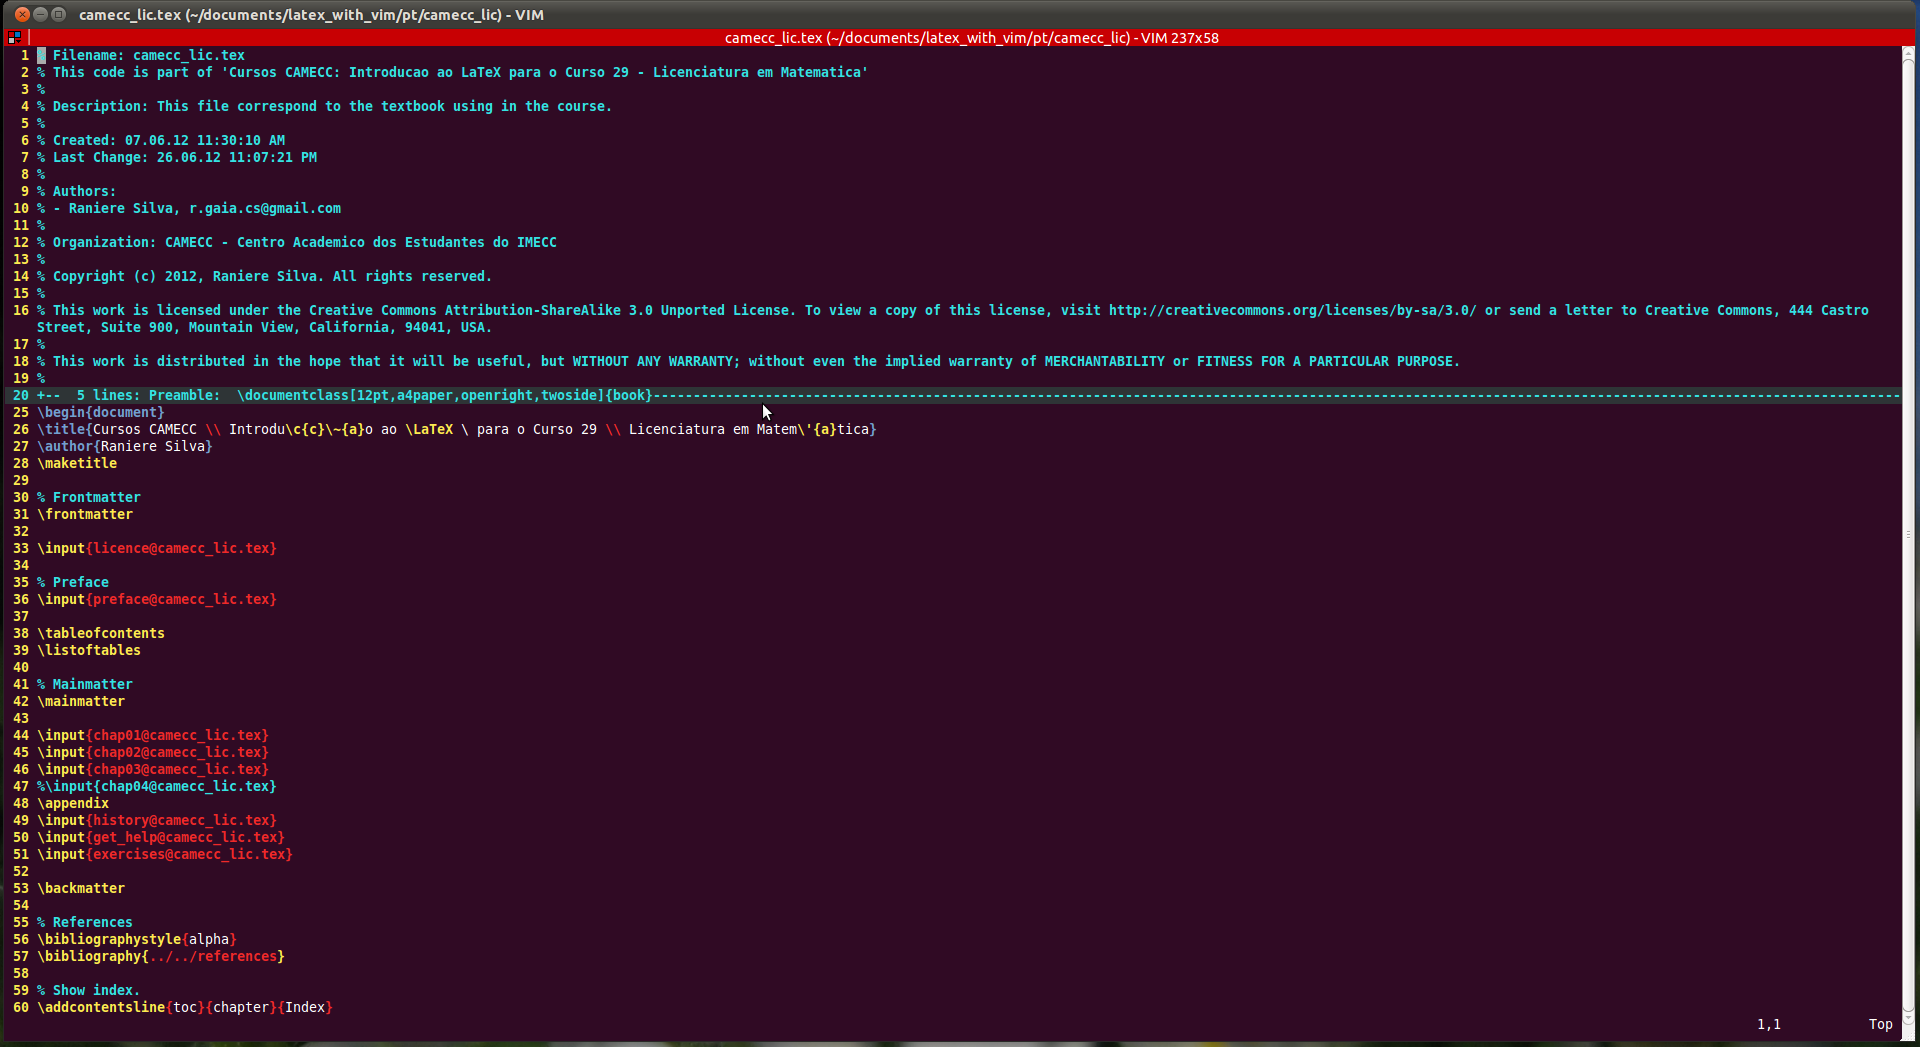 camecc_lic.tex (~/documents/latex_with_vim/pt/camecc_lic) - VIM
camecc_lic.tex (~/documents/latex_with_vim/pt/camecc_lic) - VIM 237x58
1 Filename: camecc_lic.tex
2 % This code is part of 'Cursos CAMECC: Introducao ao LaTeX para o Curso 29 - Licenciatura em Matematica'
3 %
4 % Description: This file correspond to the textbook using in the course.
5 %
6 % Created: 07.06.12 11:30:10 AM
7 % Last Change: 26.06.12 11:07:21 PM
8 %
9 % Authors:
10 % - Raniere Silva, r.gaia.cs@gmail.com
11 %
12 % Organization: CAMECC - Centro Academico dos Estudantes do IMECC
13 %
14 % Copyright (c) 2012, Raniere Silva. All rights reserved.
15 %
16 % This work is licensed under the Creative Commons Attribution-ShareAlike 3.0 Unported License. To view a copy of this license, visit http://creativecommons.org/licenses/by-sa/3.0/ or send a letter to Creative Commons, 444 Castro
Street, Suite 900, Mountain View, California, 94041, USA.
17 %
18 % This work is distributed in the hope that it will be useful, but WITHOUT ANY WARRANTY; without even the implied warranty of MERCHANTABILITY or FITNESS FOR A PARTICULAR PURPOSE.
19 %
20 +--  5 lines: Preamble:  \documentclass[12pt,a4paper,openright,twoside]{book}------------------------------------------------------------------------------------------------------------------------------------------------------------
25 \begin{document}
26 \title{Cursos CAMECC \\ Introdu\c{c}\~{a}o ao \LaTeX \ para o Curso 29 \\ Licenciatura em Matem\'{a}tica}
27 \author{Raniere Silva}
28 \maketitle
29
30 % Frontmatter
31 \frontmatter
32
33 \input{licence@camecc_lic.tex}
34
35 % Preface
36 \input{preface@camecc_lic.tex}
37
38 \tableofcontents
39 \listoftables
40
41 % Mainmatter
42 \mainmatter
43
44 \input{chap01@camecc_lic.tex}
45 \input{chap02@camecc_lic.tex}
46 \input{chap03@camecc_lic.tex}
47 %\input{chap04@camecc_lic.tex}
48 \appendix
49 \input{history@camecc_lic.tex}
50 \input{get_help@camecc_lic.tex}
51 \input{exercises@camecc_lic.tex}
52
53 \backmatter
54
55 % References
56 \bibliographystyle{alpha}
57 \bibliography{../../references}
58
59 % Show index.
60 \addcontentsline{toc}{chapter}{Index}
1,1 Top